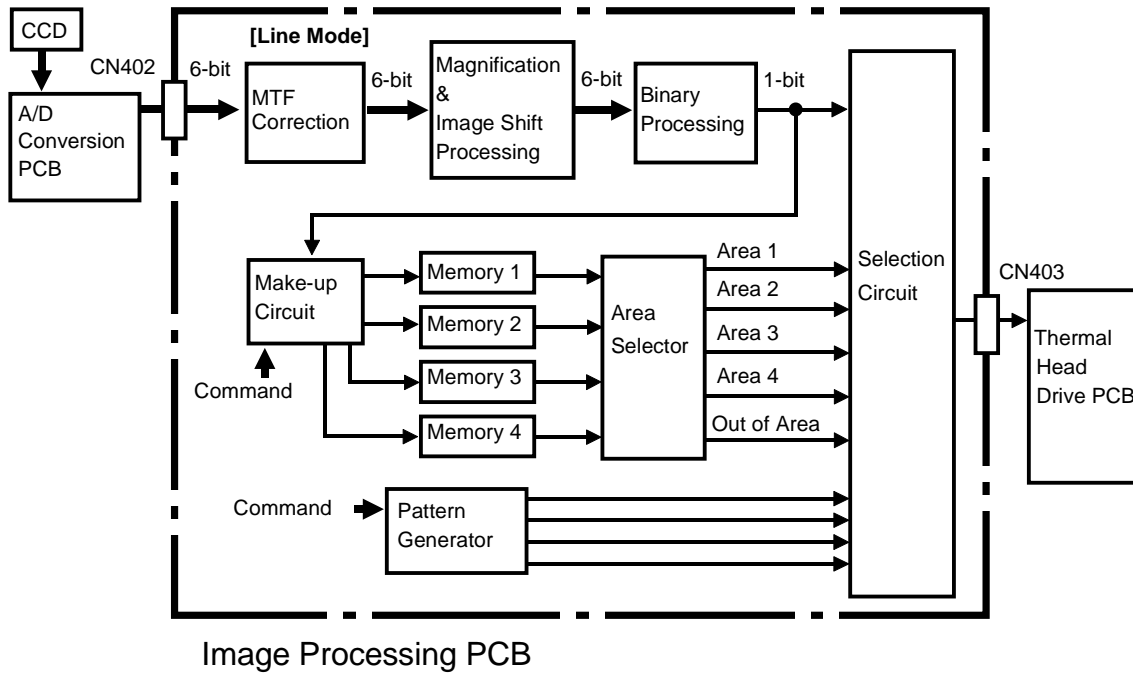 CCD
CN402
A/D
Conversion
PCB
[Line Mode]
6-bit
MTF
Correction
6-bit
Magnification
&
Image Shift
Processing
6-bit
Binary
Processing
1-bit
Make-up
Circuit
Command
Memory 1
Memory 2
Memory 3
Memory 4
Area
Selector
Area 1
Area 2
Area 3
Area 4
Out of Area
Selection
Circuit
CN403
Thermal
Head
Drive PCB
Command
Pattern
Generator
Image Processing PCB